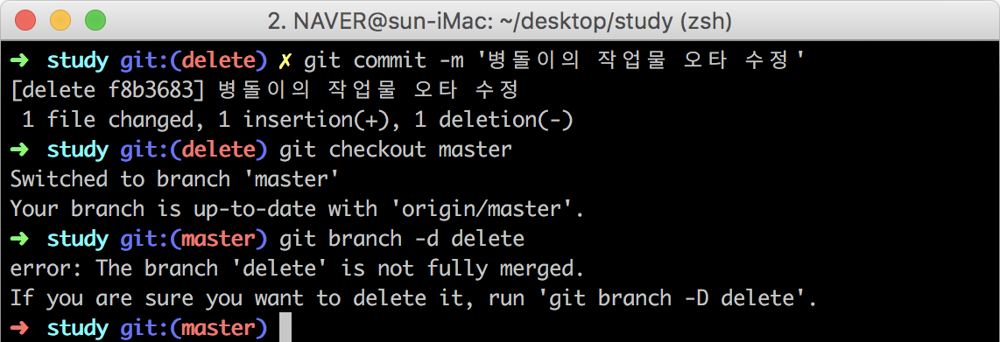 2. NAVER@sun-iMac: ~/desktop/study (zsh)
➜ study git:(delete) ✗ git commit -m '병돌이의 작업물 오타 수정'
[delete f8b3683] 병돌이의 작업물 오타 수정
1 file changed, 1 insertion(+), 1 deletion(-)
➜ study git:(delete) git checkout master
Switched to branch 'master'
Your branch is up-to-date with 'origin/master'.
➜ study git:(master) git branch -d delete
error: The branch 'delete' is not fully merged.
If you are sure you want to delete it, run 'git branch -D delete'.
➜ study git:(master)